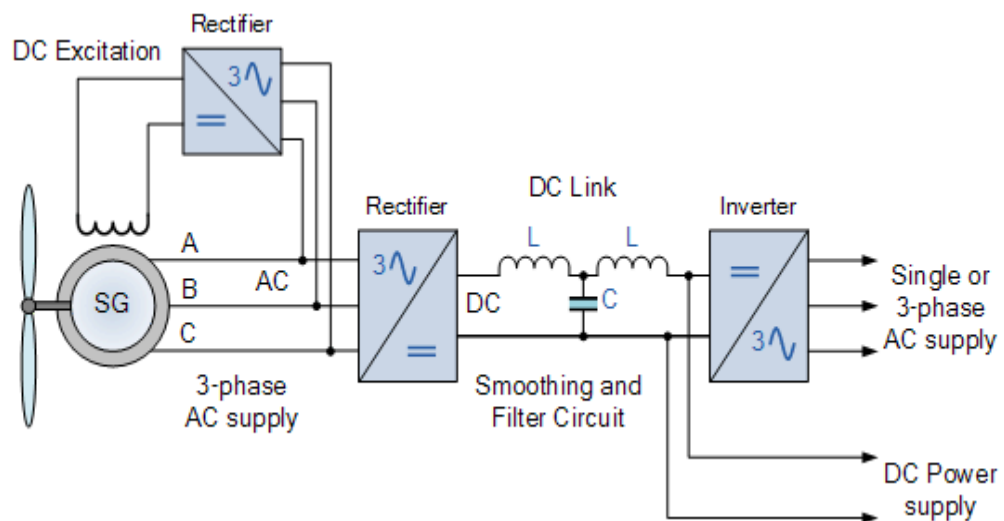 Rectifier
DC Excitation
3
DC Link
Rectifier
Inverter
L
L
A
3
AC
SG
B
DC
C
Single or
3-phase
AC supply
C
3
3-phase
AC supply
Smoothing and
Filter Circuit
DC Power
supply